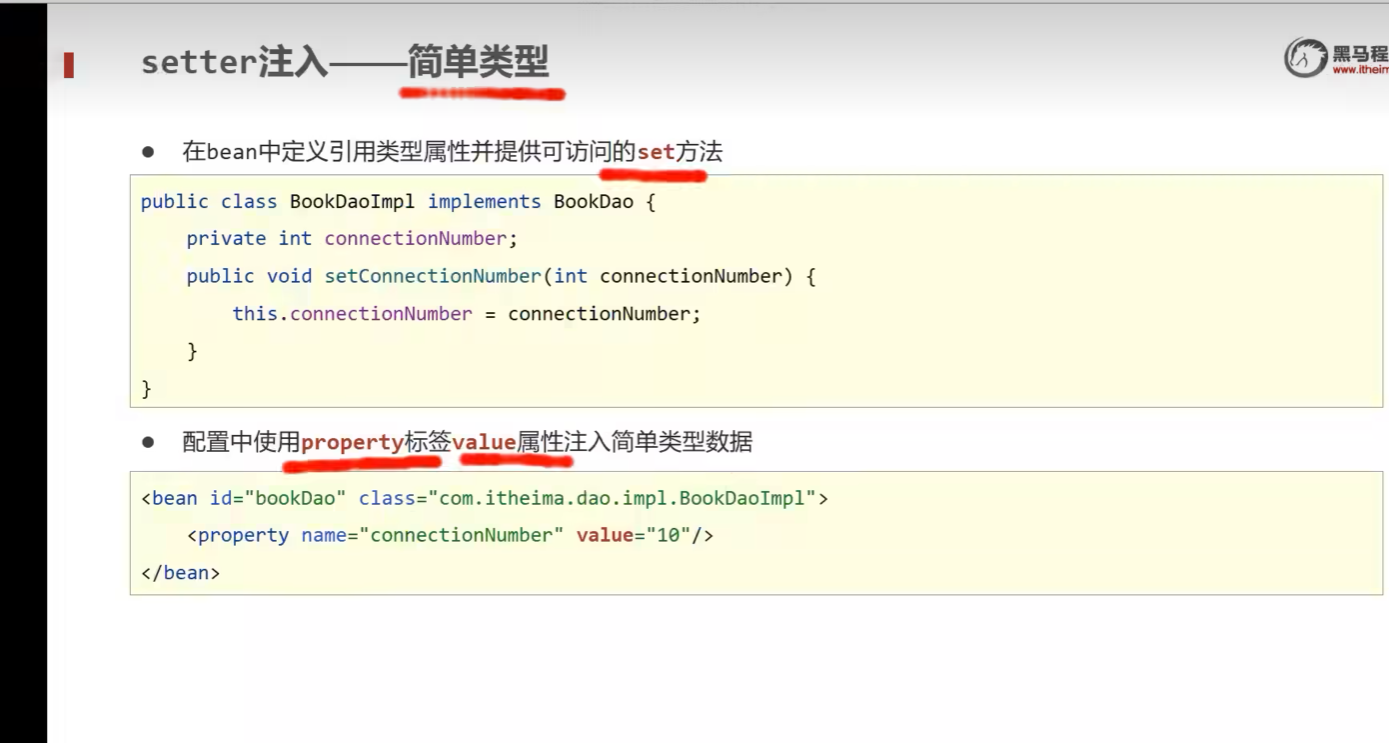 setter注入——简单类型
黑马程
www.itheim
● 在bean中定义引用类型属性并提供可访问的set方法
public class BookDaoImpl implements BookDao {
    private int connectionNumber;
    public void setConnectionNumber(int connectionNumber) {
        this.connectionNumber = connectionNumber;
    }
}
● 配置中使用property标签value属性注入简单类型数据
<bean id="bookDao" class="com.itheima.dao.impl.BookDaoImpl">
    <property name="connectionNumber" value="10"/>
</bean>